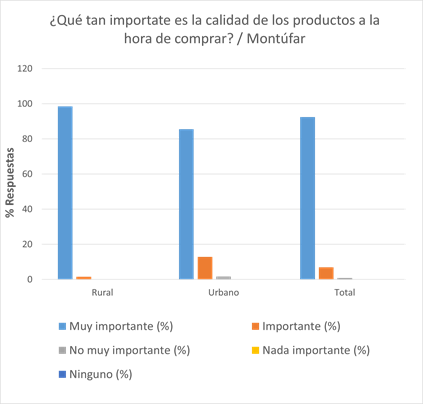 ¿Qué tan importate es la calidad de los productos a la
hora de comprar? / Montúfar
120
100
80
60
40
20
0
% Respuestas
Rural Urbano Total
Muy importante (%) Importante (%)
No muy importante (%) Nada importante (%)
Ninguno (%)